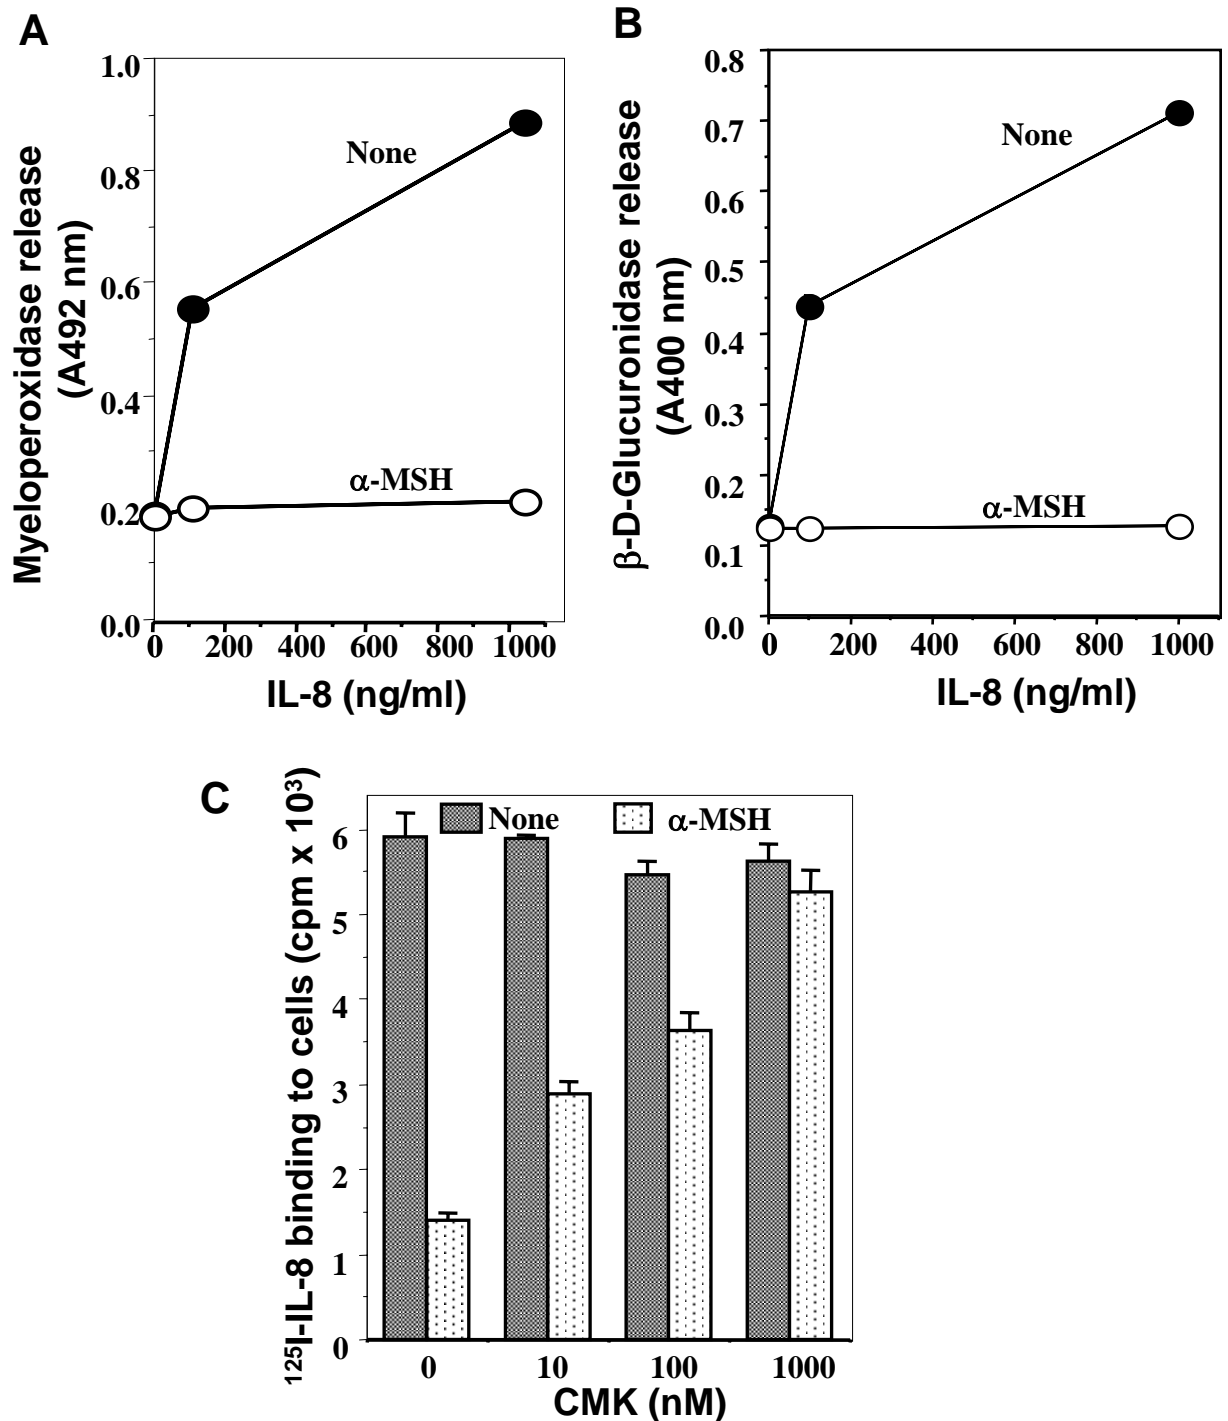 A
Myeloperoxidase release
(A492 nm)
1.0
0.8
0.6
0.4
0.2
0.0
None
α-MSH
0 200 400 600 800 1000
IL-8 (ng/ml)
B
β-D-Glucuronidase release
(A400 nm)
0.8
0.7
0.6
0.5
0.4
0.3
0.2
0.1
0.0
None
α-MSH
0 200 400 600 800 1000
IL-8 (ng/ml)
C
¹²⁵I-IL-8 binding to cells (cpm x 10³)
None α-MSH
6
5
4
3
2
1
0
0 10 100 1000
CMK (nM)